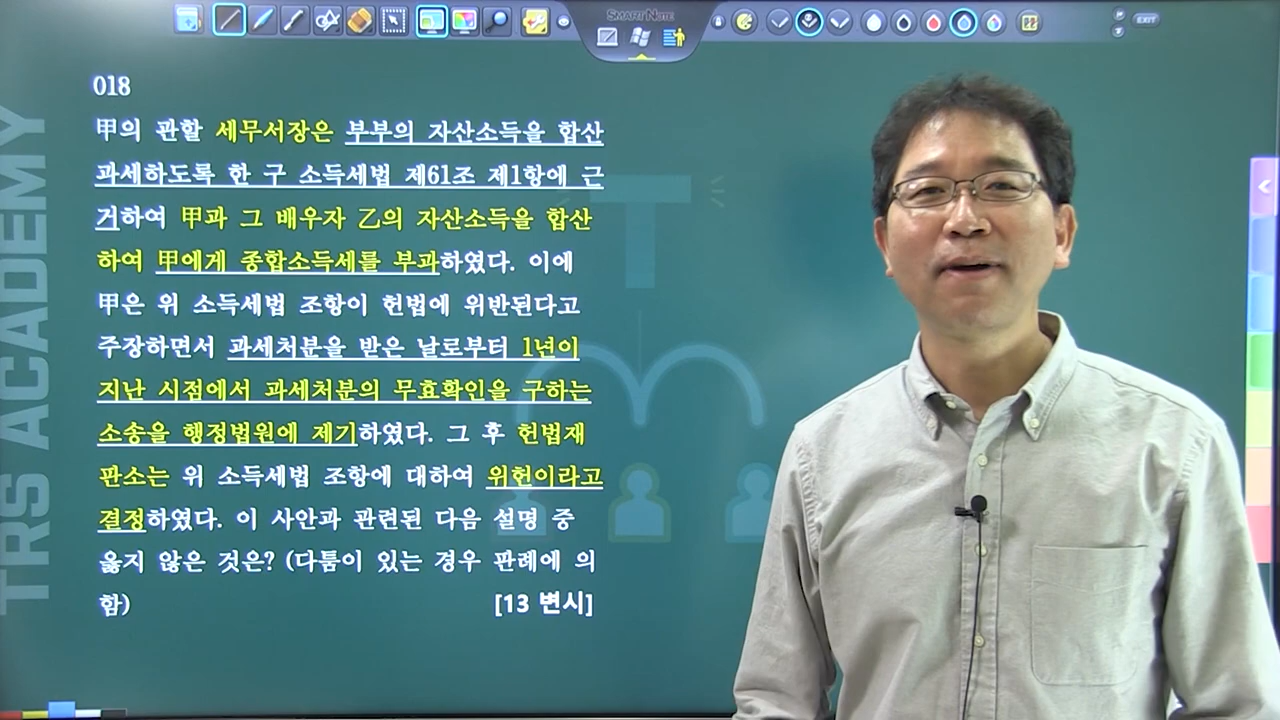 SMART NOTE
EXIT
TRS ACADEMY
018
甲의 관할 세무서장은 부부의 자산소득을 합산
과세하도록 한 구 소득세법 제61조 제1항에 근
거하여 甲과 그 배우자 乙의 자산소득을 합산
하여 甲에게 종합소득세를 부과하였다. 이에
甲은 위 소득세법 조항이 헌법에 위반된다고
주장하면서 과세처분을 받은 날로부터 1년이
지난 시점에서 과세처분의 무효확인을 구하는
소송을 행정법원에 제기하였다. 그 후 헌법재
판소는 위 소득세법 조항에 대하여 위헌이라고
결정하였다. 이 사안과 관련된 다음 설명 중
옳지 않은 것은? (다툼이 있는 경우 판례에 의
함) [13 변시]